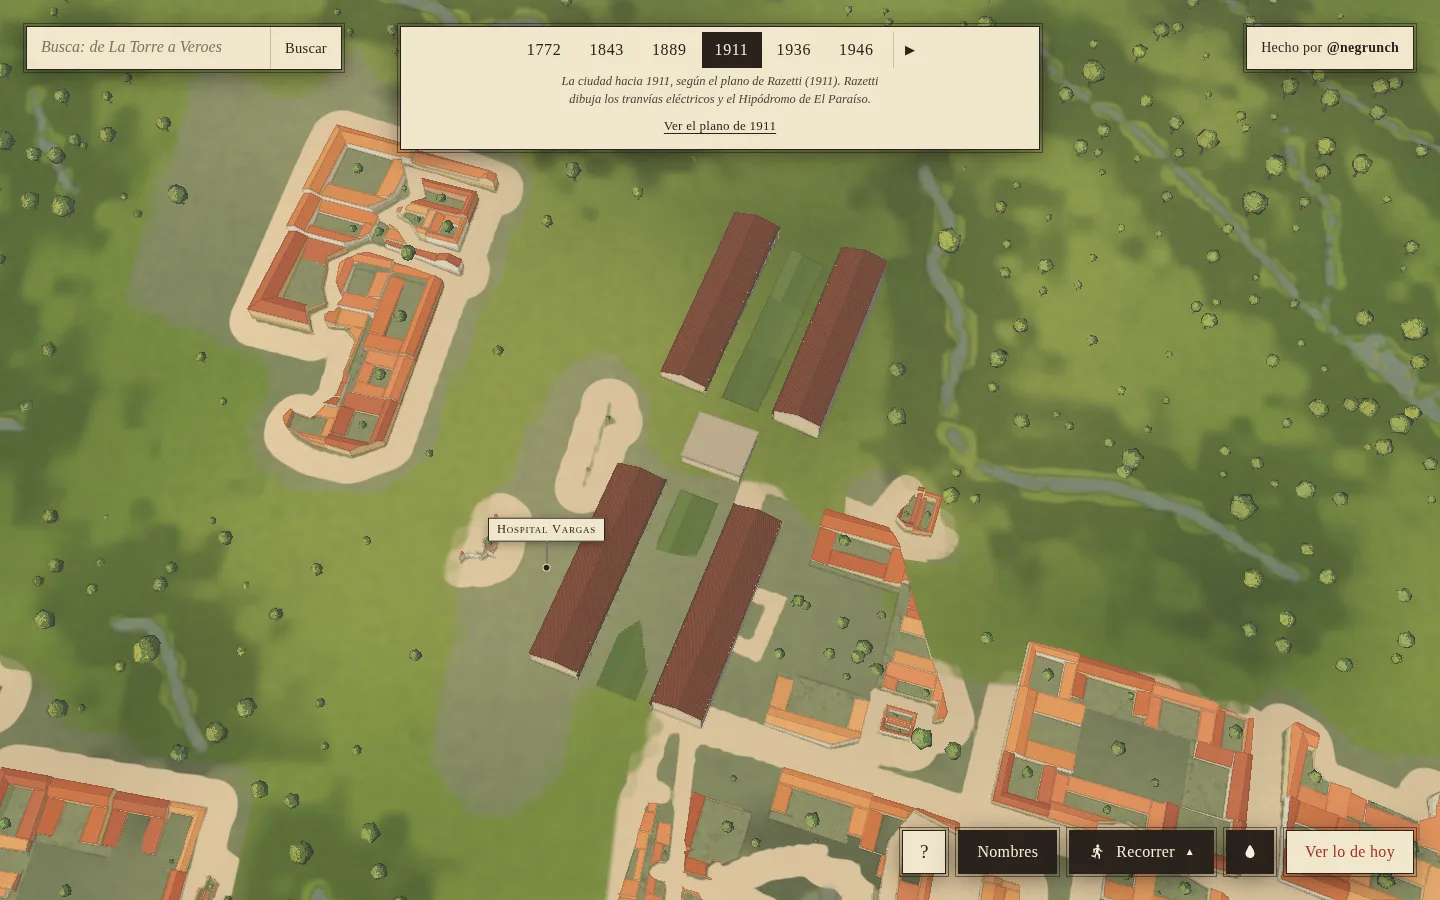 Busca: de La Torre a Veroes
Buscar
1772 1843 1889 1911 1936 1946 ▶
La ciudad hacia 1911, según el plano de Razetti (1911). Razetti
dibuja los tranvías eléctricos y el Hipódromo de El Paraíso.
Ver el plano de 1911
Hecho por @negrunch
Hospital Vargas
?
Nombres
Recorrer ▲
Ver lo de hoy